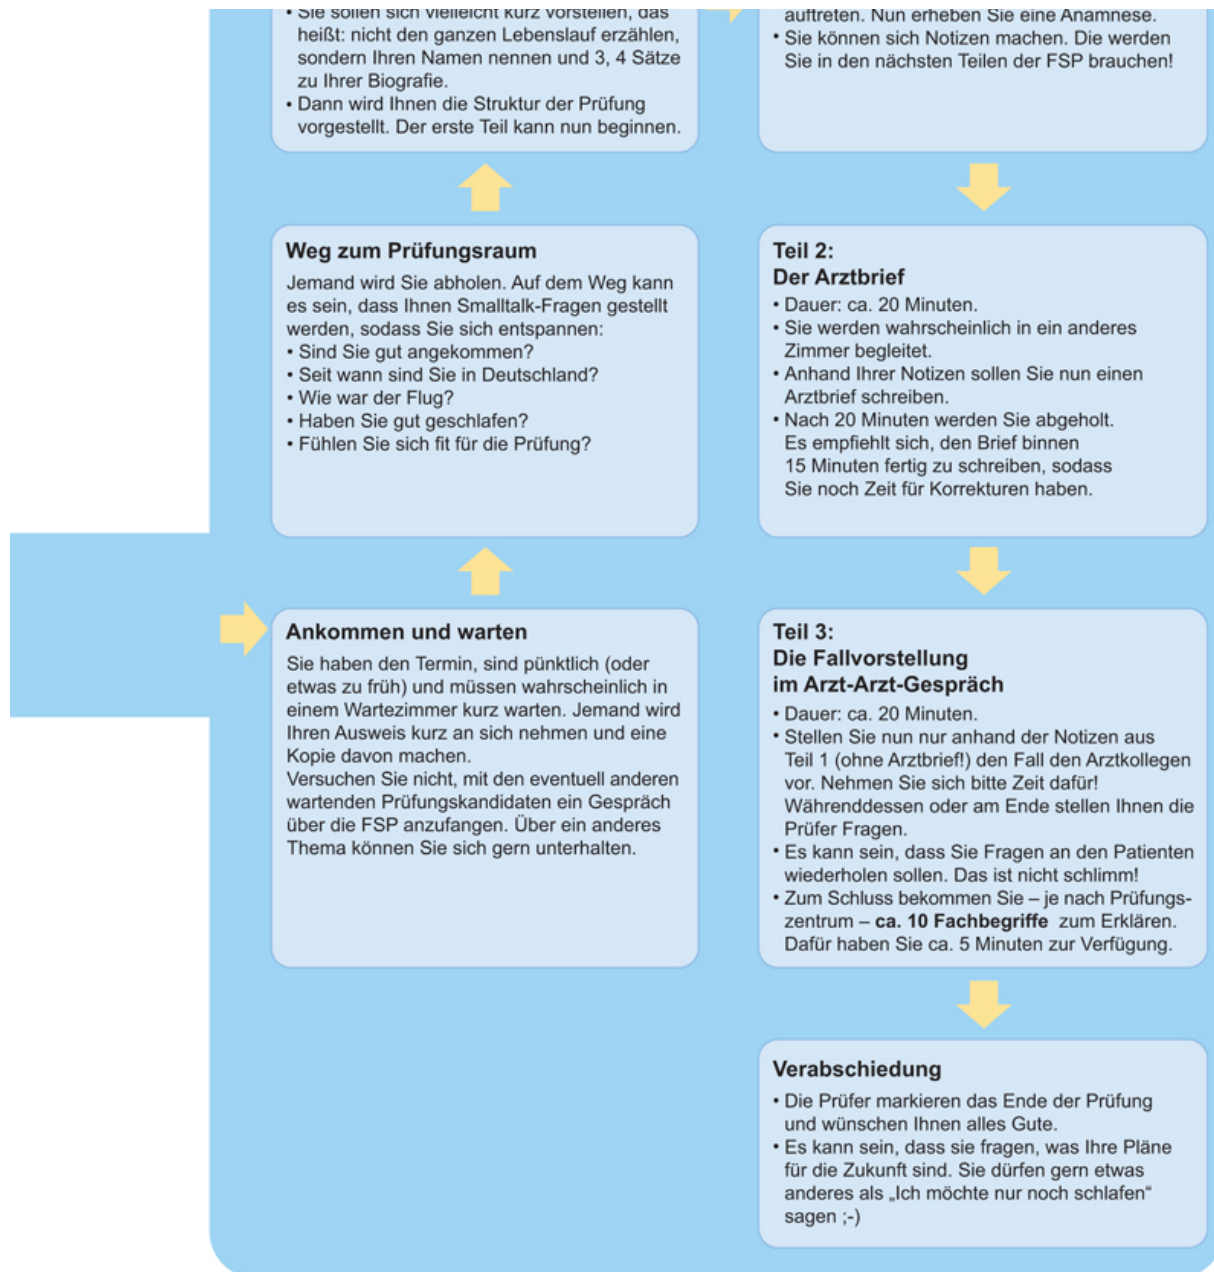 • Sie sollen sich vielleicht kurz vorstellen, das
heißt: nicht den ganzen Lebenslauf erzählen,
sondern Ihren Namen nennen und 3, 4 Sätze
zu Ihrer Biografie.
• Dann wird Ihnen die Struktur der Prüfung
vorgestellt. Der erste Teil kann nun beginnen.
Weg zum Prüfungsraum
Jemand wird Sie abholen. Auf dem Weg kann
es sein, dass Ihnen Smalltalk-Fragen gestellt
werden, sodass Sie sich entspannen:
• Sind Sie gut angekommen?
• Seit wann sind Sie in Deutschland?
• Wie war der Flug?
• Haben Sie gut geschlafen?
• Fühlen Sie sich fit für die Prüfung?
Ankommen und warten
Sie haben den Termin, sind pünktlich (oder
etwas zu früh) und müssen wahrscheinlich in
einem Wartezimmer kurz warten. Jemand wird
Ihren Ausweis kurz an sich nehmen und eine
Kopie davon machen.
Versuchen Sie nicht, mit den eventuell anderen
wartenden Prüfungskandidaten ein Gespräch
über die FSP anzufangen. Über ein anderes
Thema können Sie sich gern unterhalten.
auftreten. Nun erheben Sie eine Anamnese.
• Sie können sich Notizen machen. Die werden
Sie in den nächsten Teilen der FSP brauchen!
Teil 2:
Der Arztbrief
• Dauer: ca. 20 Minuten.
• Sie werden wahrscheinlich in ein anderes
Zimmer begleitet.
• Anhand Ihrer Notizen sollen Sie nun einen
Arztbrief schreiben.
• Nach 20 Minuten werden Sie abgeholt.
Es empfiehlt sich, den Brief binnen
15 Minuten fertig zu schreiben, sodass
Sie noch Zeit für Korrekturen haben.
Teil 3:
Die Fallvorstellung
im Arzt-Arzt-Gespräch
• Dauer: ca. 20 Minuten.
• Stellen Sie nun nur anhand der Notizen aus
Teil 1 (ohne Arztbrief!) den Fall den Arztkollegen
vor. Nehmen Sie sich bitte Zeit dafür!
Währenddessen oder am Ende stellen Ihnen die
Prüfer Fragen.
• Es kann sein, dass Sie Fragen an den Patienten
wiederholen sollen. Das ist nicht schlimm!
• Zum Schluss bekommen Sie – je nach Prüfungs-
zentrum – ca. 10 Fachbegriffe zum Erklären.
Dafür haben Sie ca. 5 Minuten zur Verfügung.
Verabschiedung
• Die Prüfer markieren das Ende der Prüfung
und wünschen Ihnen alles Gute.
• Es kann sein, dass sie fragen, was Ihre Pläne
für die Zukunft sind. Sie dürfen gern etwas
anderes als „Ich möchte nur noch schlafen“
sagen ;-)